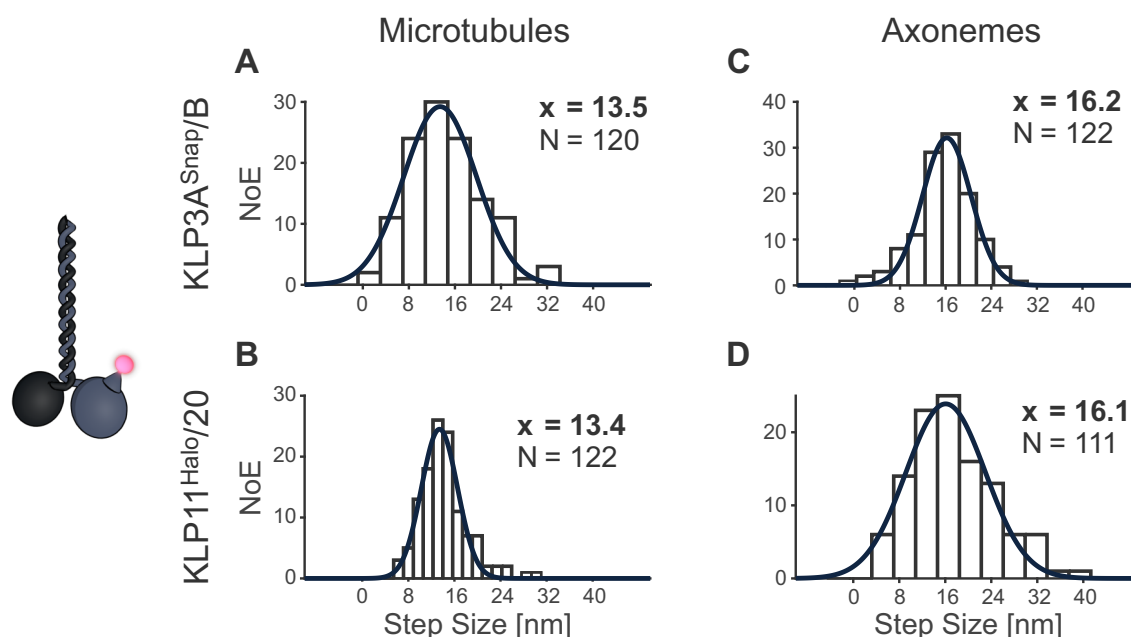 Microtubules
Axonemes
A
KLP3A^Snap/B
NoE
30
20
10
0
x = 13.5
N = 120
0 8 16 24 32 40
C
40
30
20
10
0
x = 16.2
N = 122
0 8 16 24 32 40
B
KLP11^Halo/20
NoE
30
20
10
0
x = 13.4
N = 122
0 8 16 24 32 40
Step Size [nm]
D
20
10
0
x = 16.1
N = 111
0 8 16 24 32 40
Step Size [nm]